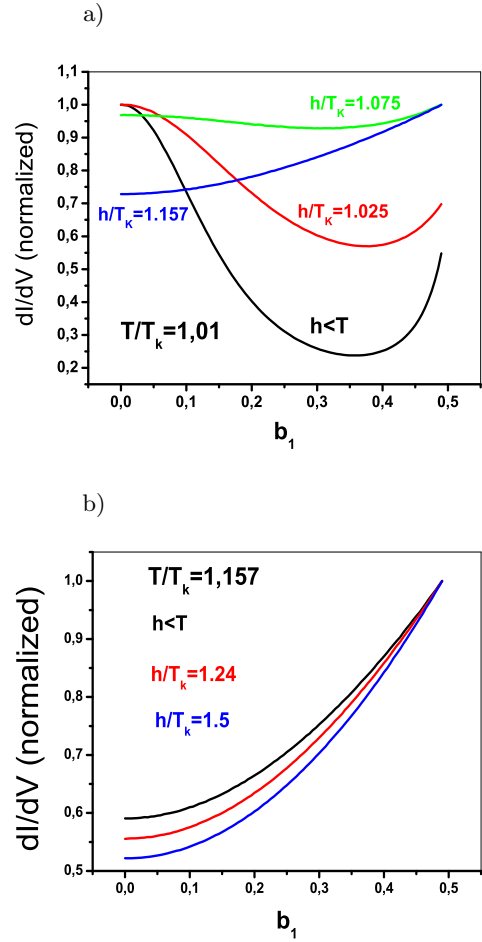 a)
1,1
1,0
0,9
0,8
0,7
0,6
0,5
0,4
0,3
0,2
dI/dV (normalized)
h/T_K=1.075
h/T_K=1.157
h/T_K=1.025
T/T_k=1,01
h<T
0,0 0,1 0,2 0,3 0,4 0,5
b_1
b)
1,0
0,9
0,8
0,7
0,6
0,5
dI/dV (normalized)
T/T_k=1,157
h<T
h/T_k=1.24
h/T_k=1.5
0,0 0,1 0,2 0,3 0,4 0,5
b_1